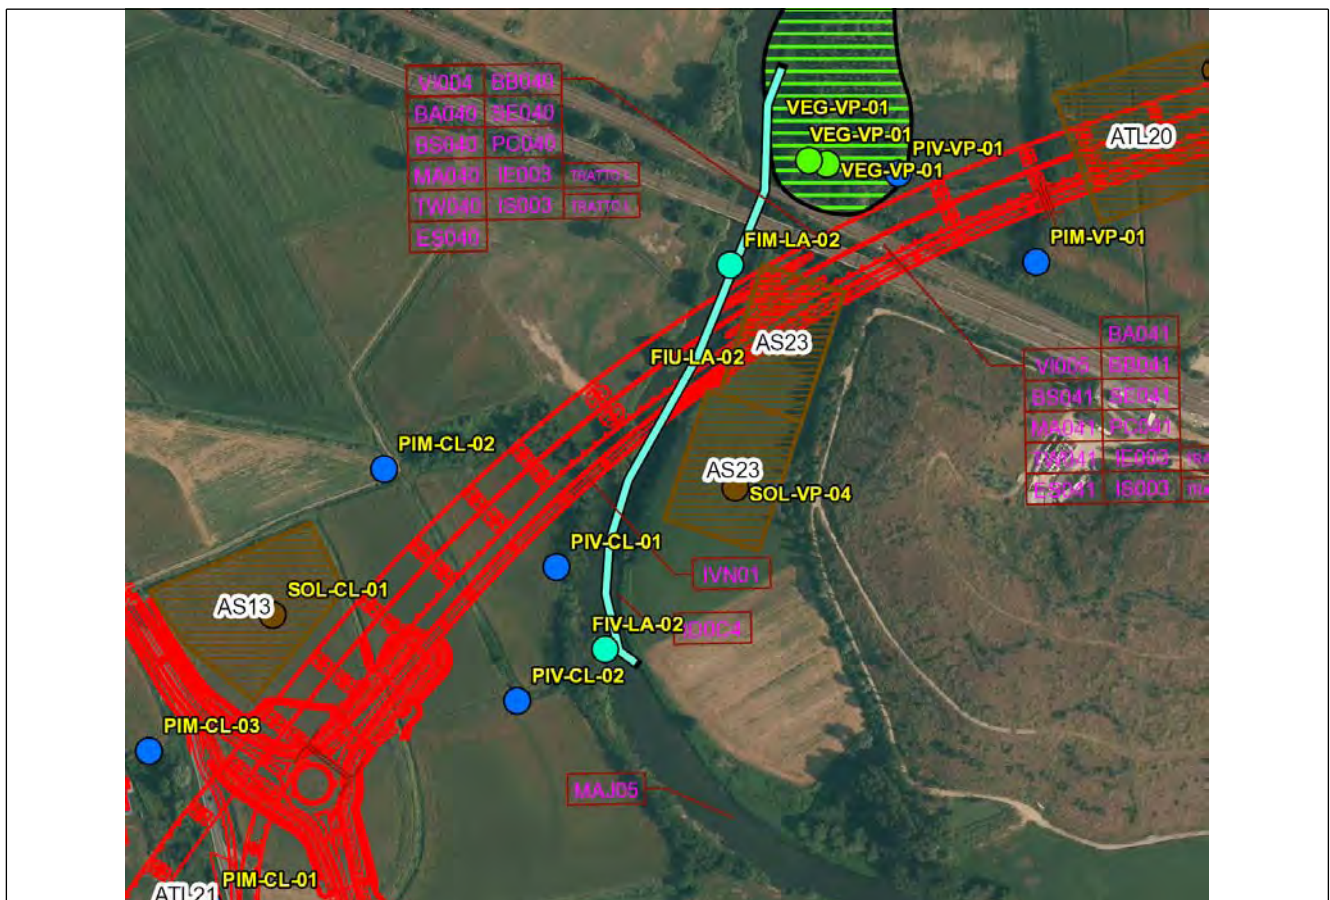 VI004 BB040
BA040 SE040
BS040 PC040
MA040 IE003
TW040 IS003
ES040
VEG-VP-01
VEG-VP-01
VEG-VP-01
PIV-VP-01
ATL20
FIM-LA-02
PIM-VP-01
AS23
FIU-LA-02
BA041
VI005 BB041
BS041 SE041
MA041 PC041
TW041 IE003
ES041 IS003
PIM-CL-02
AS23
SOL-VP-04
PIV-CL-01
IVN01
SOL-CL-01
AS13
FIV-LA-02
PIV-CL-02
PIM-CL-03
MAJ05
PIM-CL-01
ATL21